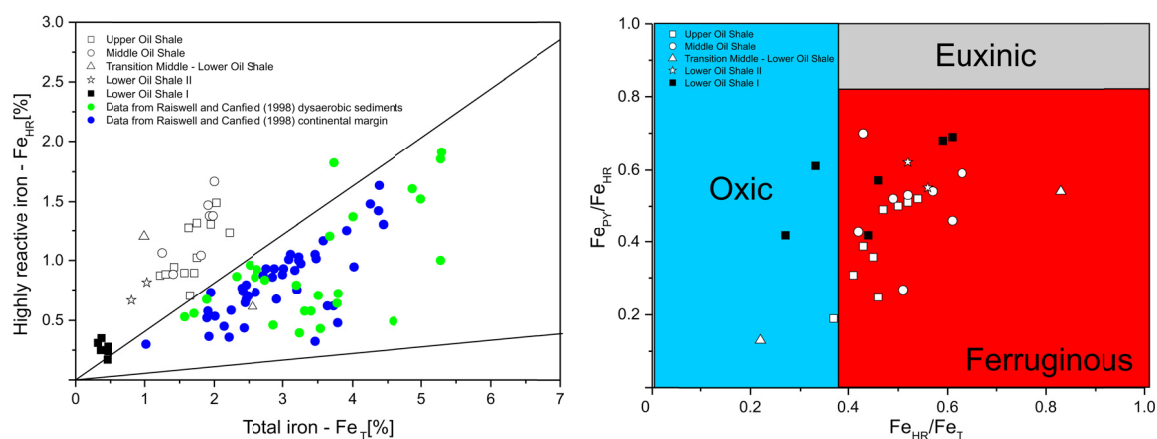 3.0
2.5
2.0
1.5
1.0
0.5
0
1
2
3
4
5
6
7
Highly reactive iron - FeHR[%]
Total iron - FeT[%]
Upper Oil Shale
Middle Oil Shale
Transition Middle - Lower Oil Shale
Lower Oil Shale II
Lower Oil Shale I
Data from Raiswell and Canfied (1998) dysaerobic sediments
Data from Raiswell and Canfied (1998) continental margin
1.0
0.8
0.6
0.4
0.2
0
0.2
0.4
0.6
0.8
1.0
FePY/FeHR
FeHR/FeT
Upper Oil Shale
Middle Oil Shale
Transition Middle - Lower Oil Shale
Lower Oil Shale II
Lower Oil Shale I
Euxinic
Oxic
Ferruginous